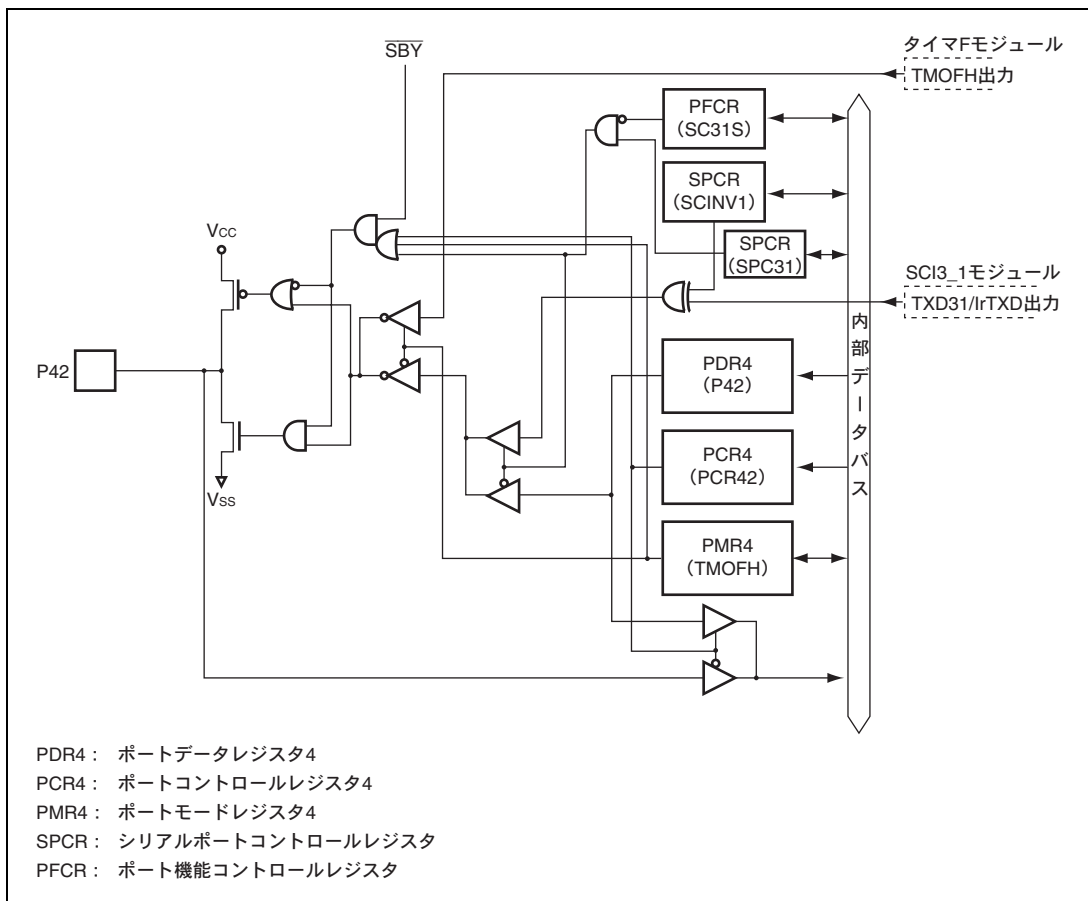 SBY
タイマFモジュール
TMOFH出力
PFCR
(SC31S)
SPCR
(SCINV1)
SPCR
(SPC31)
SCI3_1モジュール
TXD31/IrTXD出力
VCC
P42
VSS
PDR4
(P42)
PCR4
(PCR42)
PMR4
(TMOFH)
内部データバス
PDR4： ポートデータレジスタ4
PCR4： ポートコントロールレジスタ4
PMR4： ポートモードレジスタ4
SPCR： シリアルポートコントロールレジスタ
PFCR： ポート機能コントロールレジスタ